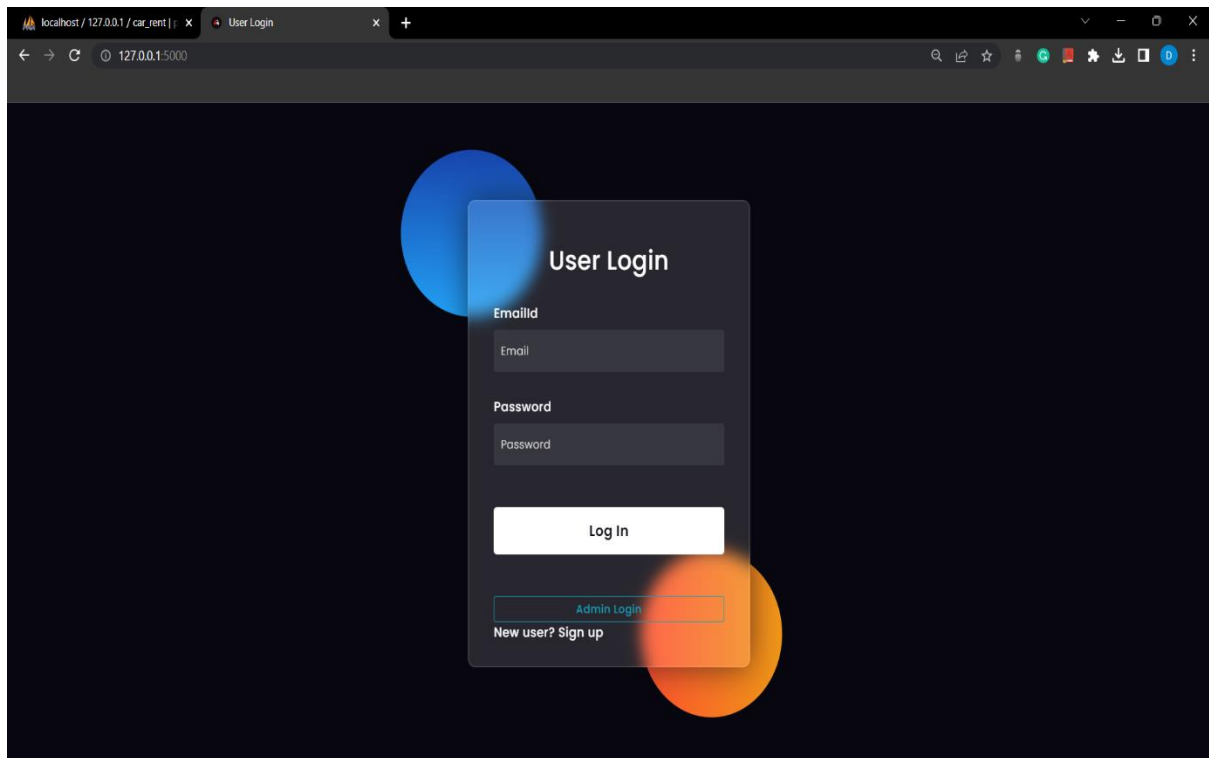 localhost / 127.0.0.1 / car_rent |
User Login
127.0.0.1:5000
G
D
User Login
EmailId
Email
Password
Password
Log In
Admin Login
New user? Sign up